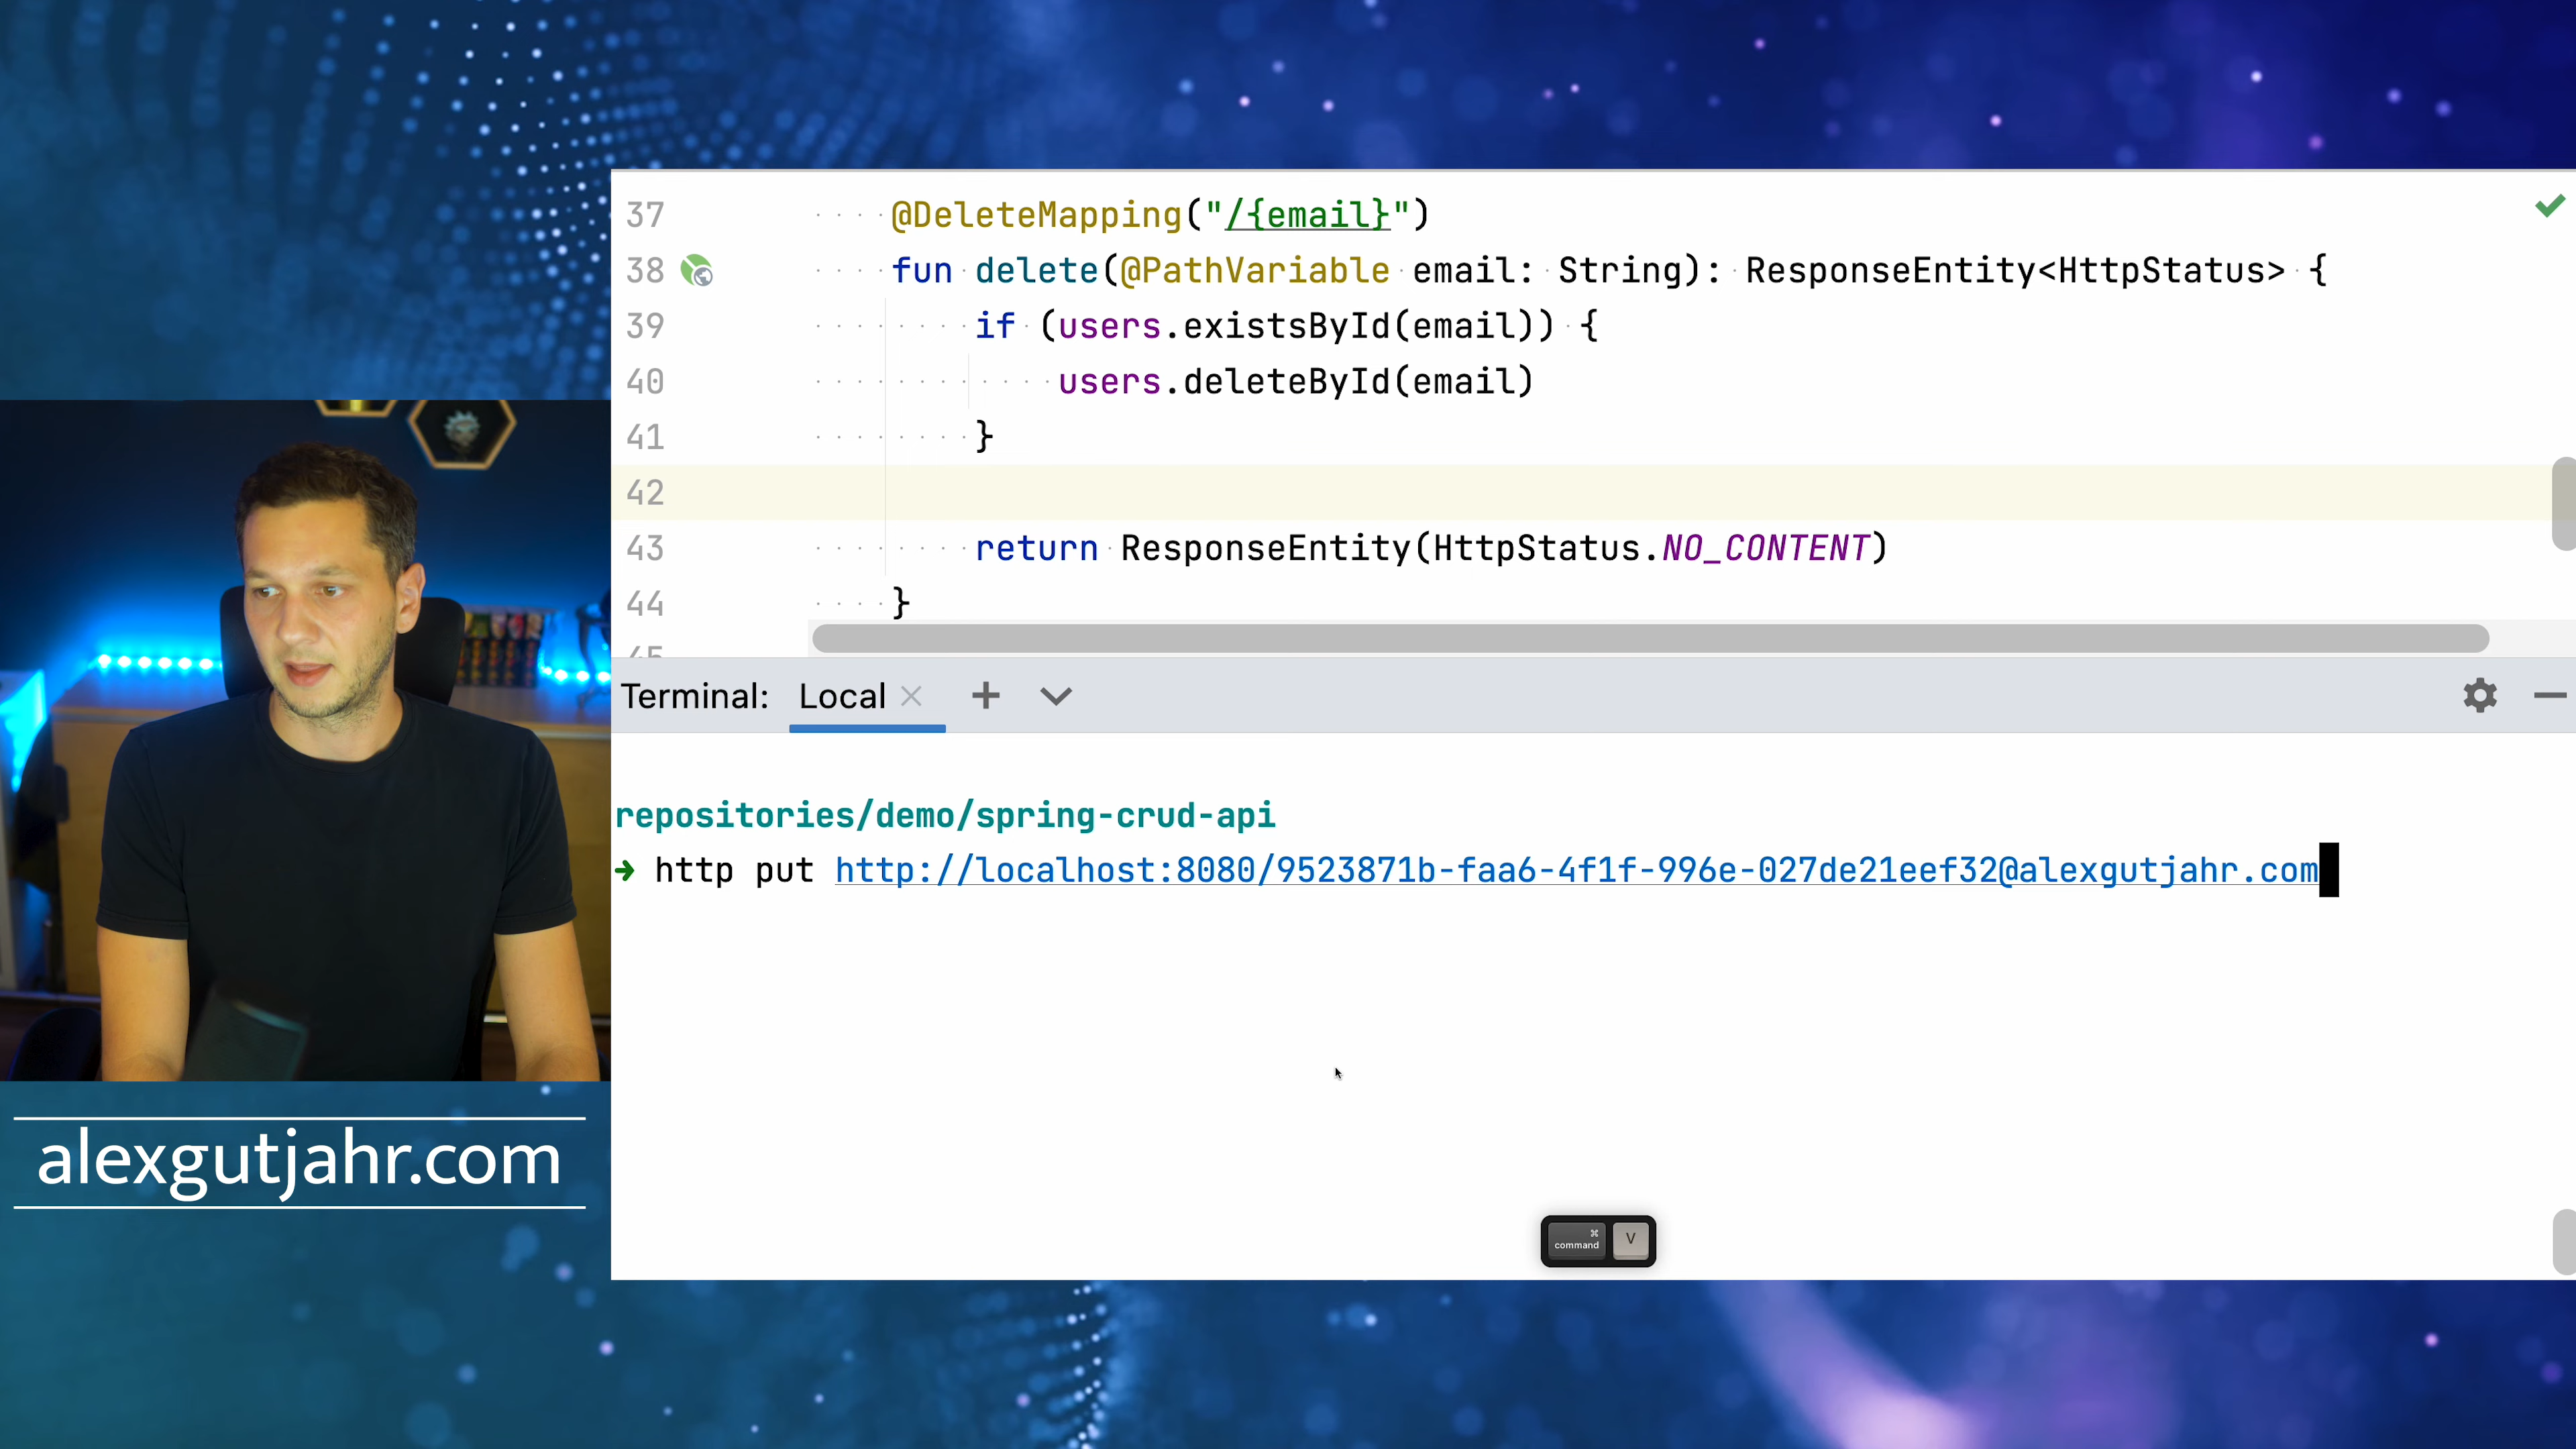 37 @DeleteMapping("/{email}")
38 fun delete(@PathVariable email: String): ResponseEntity<HttpStatus> {
39 if (users.existsById(email)) {
40 users.deleteById(email)
41 }
42
43 return ResponseEntity(HttpStatus.NO_CONTENT)
44 }
45
Terminal: Local
repositories/demo/spring-crud-api
➜ http put http://localhost:8080/9523871b-faa6-4f1f-996e-027de21eef32@alexgutjahr.com
alexgutjahr.com
⌘
command V